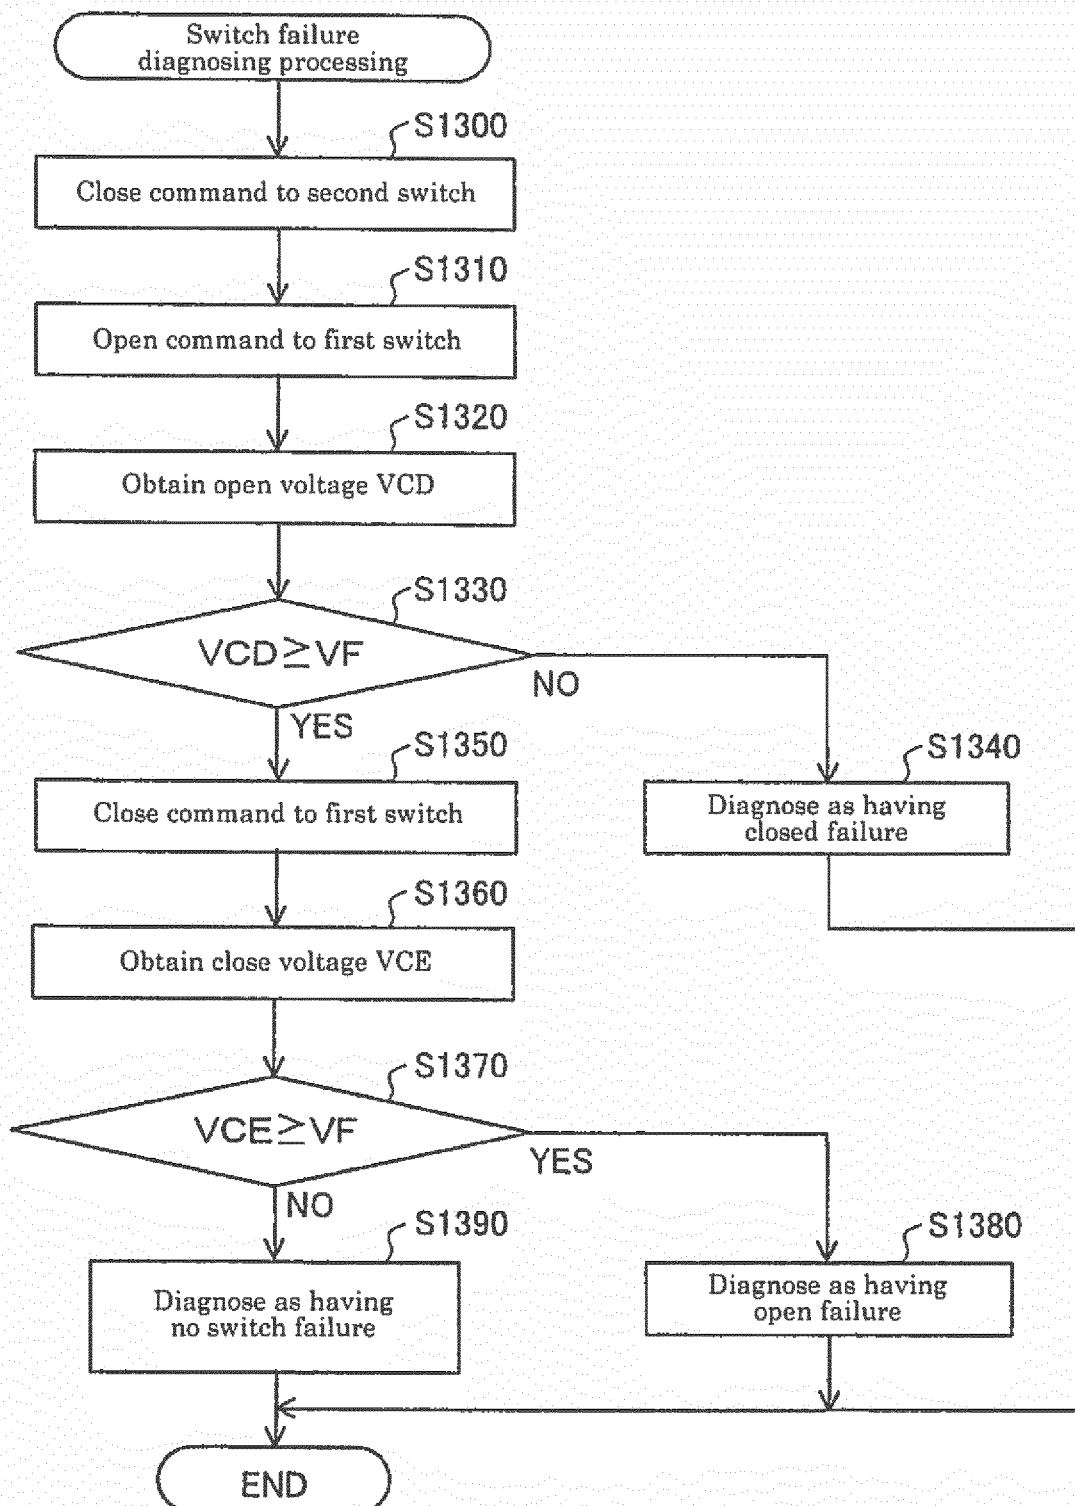 Switch failure
diagnosing processing
S1300
Close command to second switch
S1310
Open command to first switch
S1320
Obtain open voltage VCD
S1330
VCD≧VF
NO
YES
S1350
Close command to first switch
S1340
Diagnose as having
closed failure
S1360
Obtain close voltage VCE
S1370
VCE≧VF
YES
NO
S1390
Diagnose as having
no switch failure
S1380
Diagnose as having
open failure
END